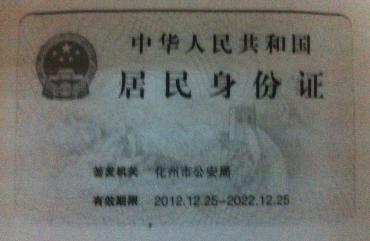 中华人民共和国
居民身份证
签发机关 化州市公安局
有效期限 2012.12.25-2022.12.25